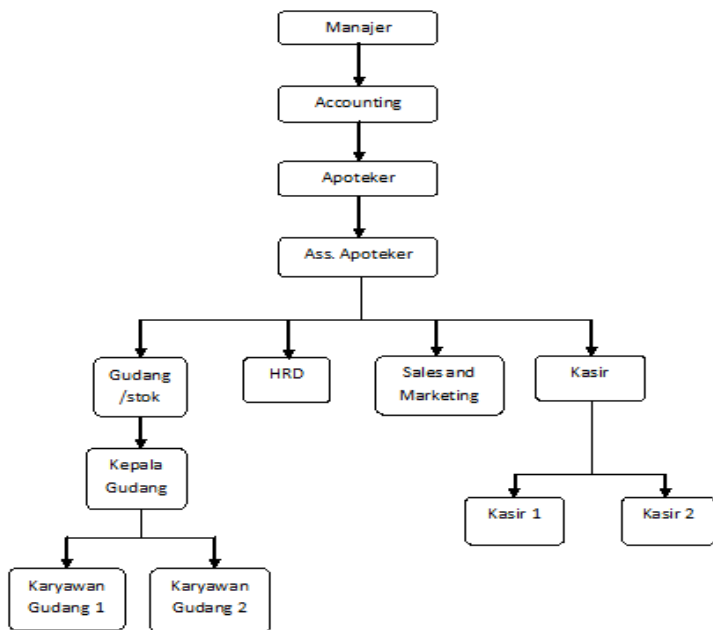 Manajer
Accounting
Apoteker
Ass. Apoteker
Gudang
/stok
HRD
Sales and
Marketing
Kasir
Kepala
Gudang
Kasir 1
Kasir 2
Karyawan
Gudang 1
Karyawan
Gudang 2